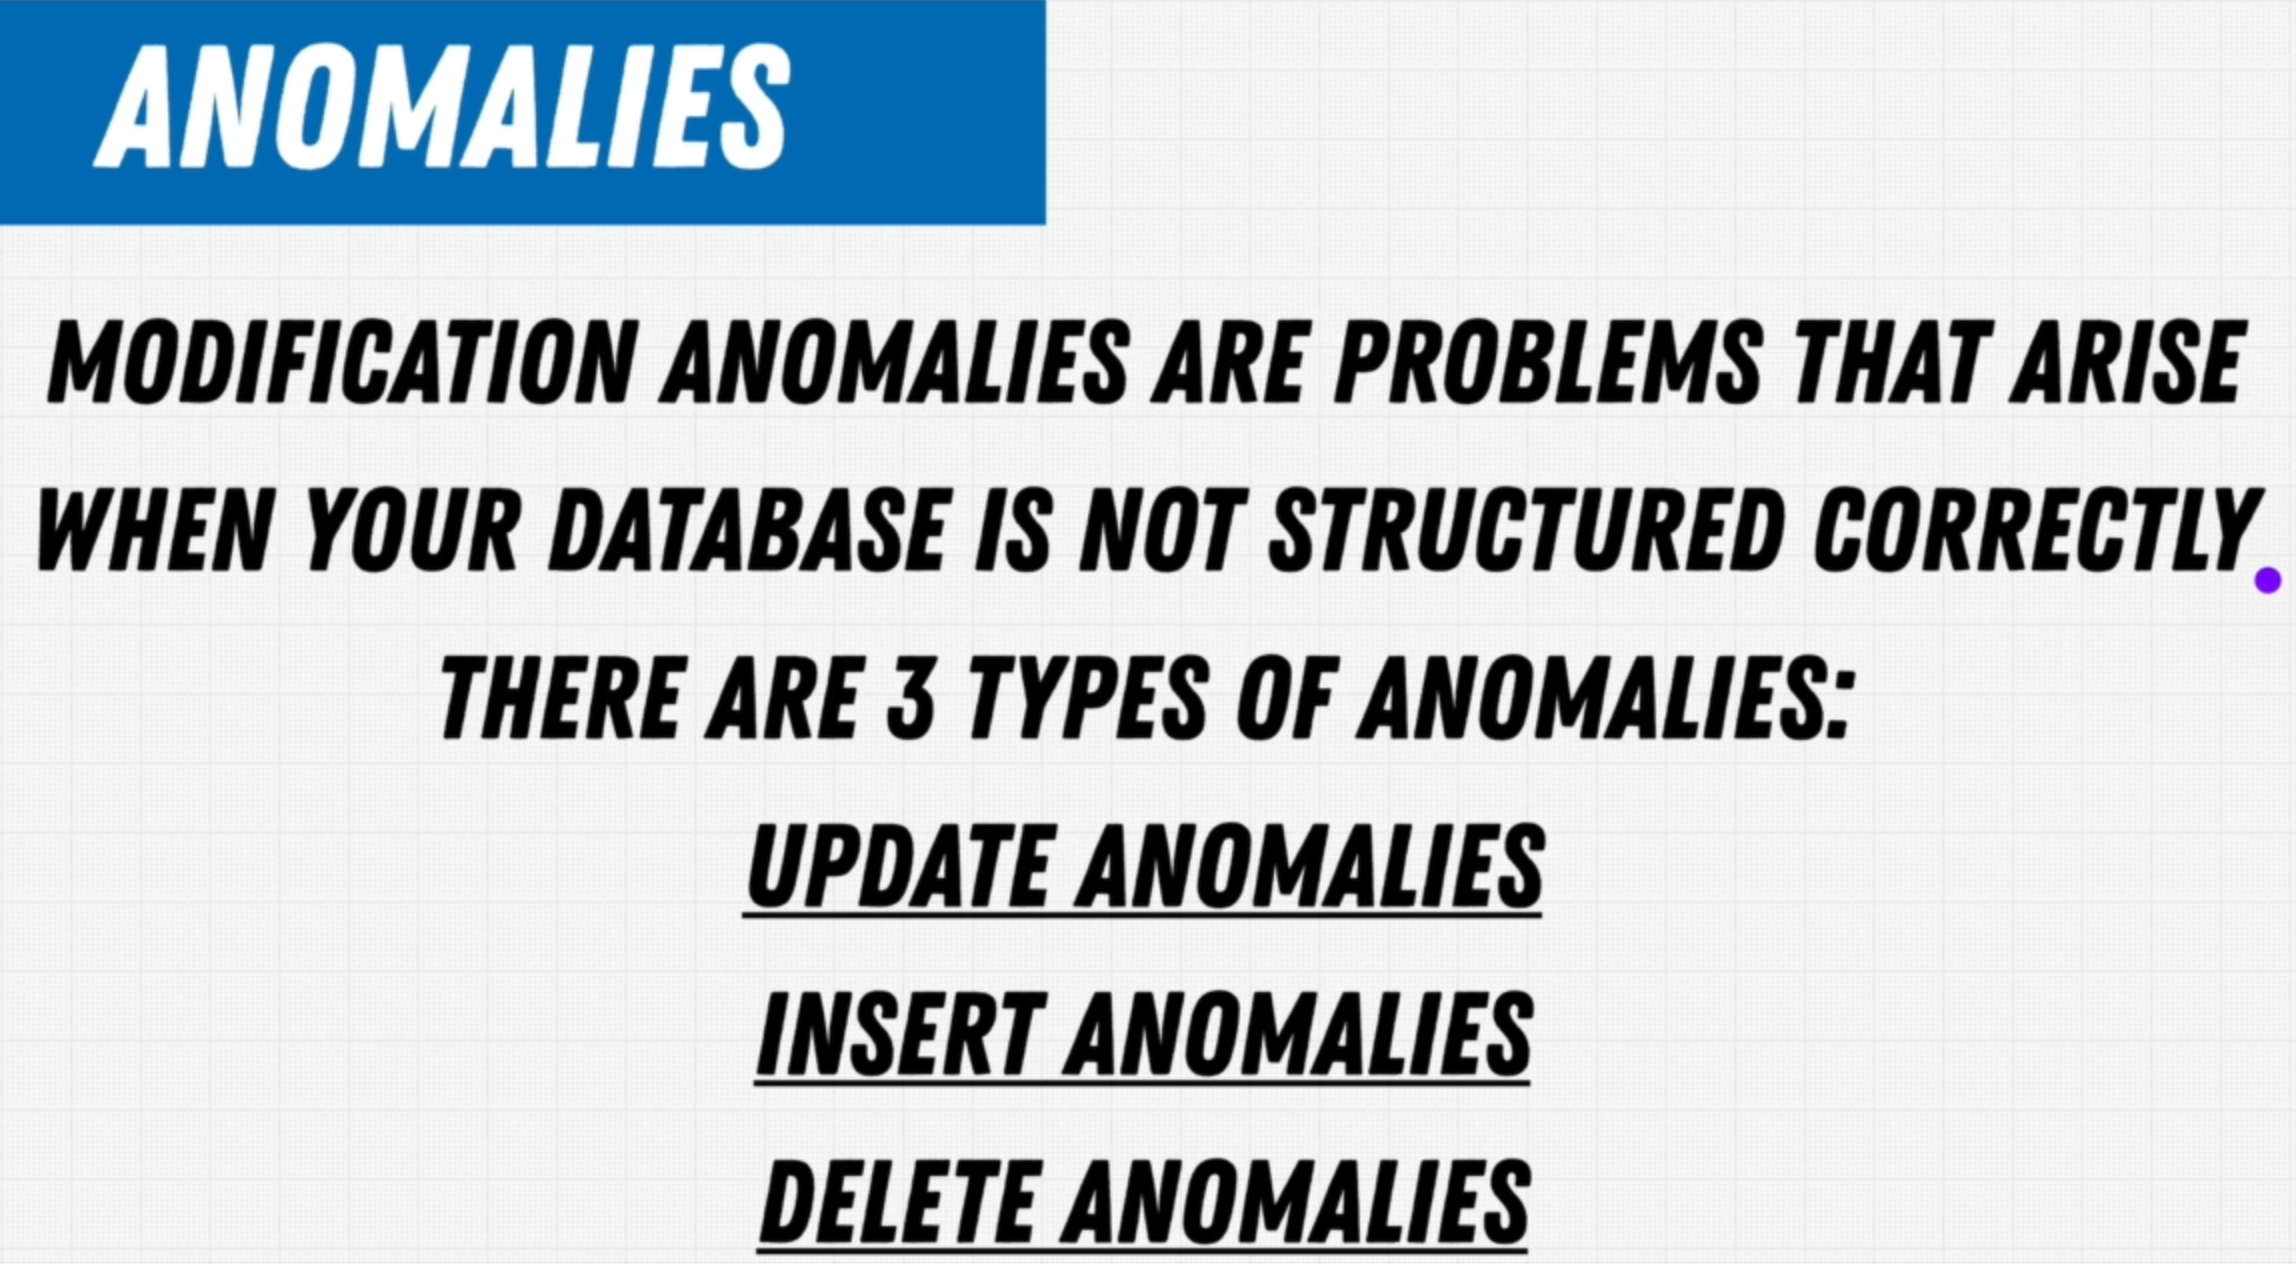 ANOMALIES
MODIFICATION ANOMALIES ARE PROBLEMS THAT ARISE
WHEN YOUR DATABASE IS NOT STRUCTURED CORRECTLY.
THERE ARE 3 TYPES OF ANOMALIES:
UPDATE ANOMALIES
INSERT ANOMALIES
DELETE ANOMALIES